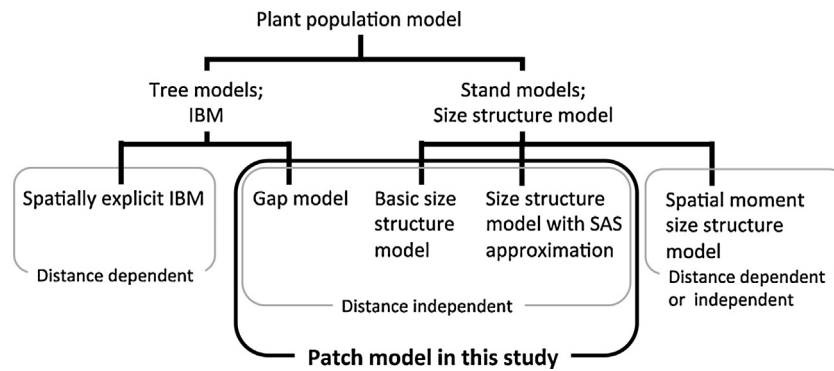 Plant population model
Tree models;
IBM
Stand models;
Size structure model
Spatially explicit IBM
Gap model
Basic size
structure
model
Size structure
model with SAS
approximation
Spatial moment
size structure
model
Distance dependent
Distance independent
Distance dependent
or independent
Patch model in this study